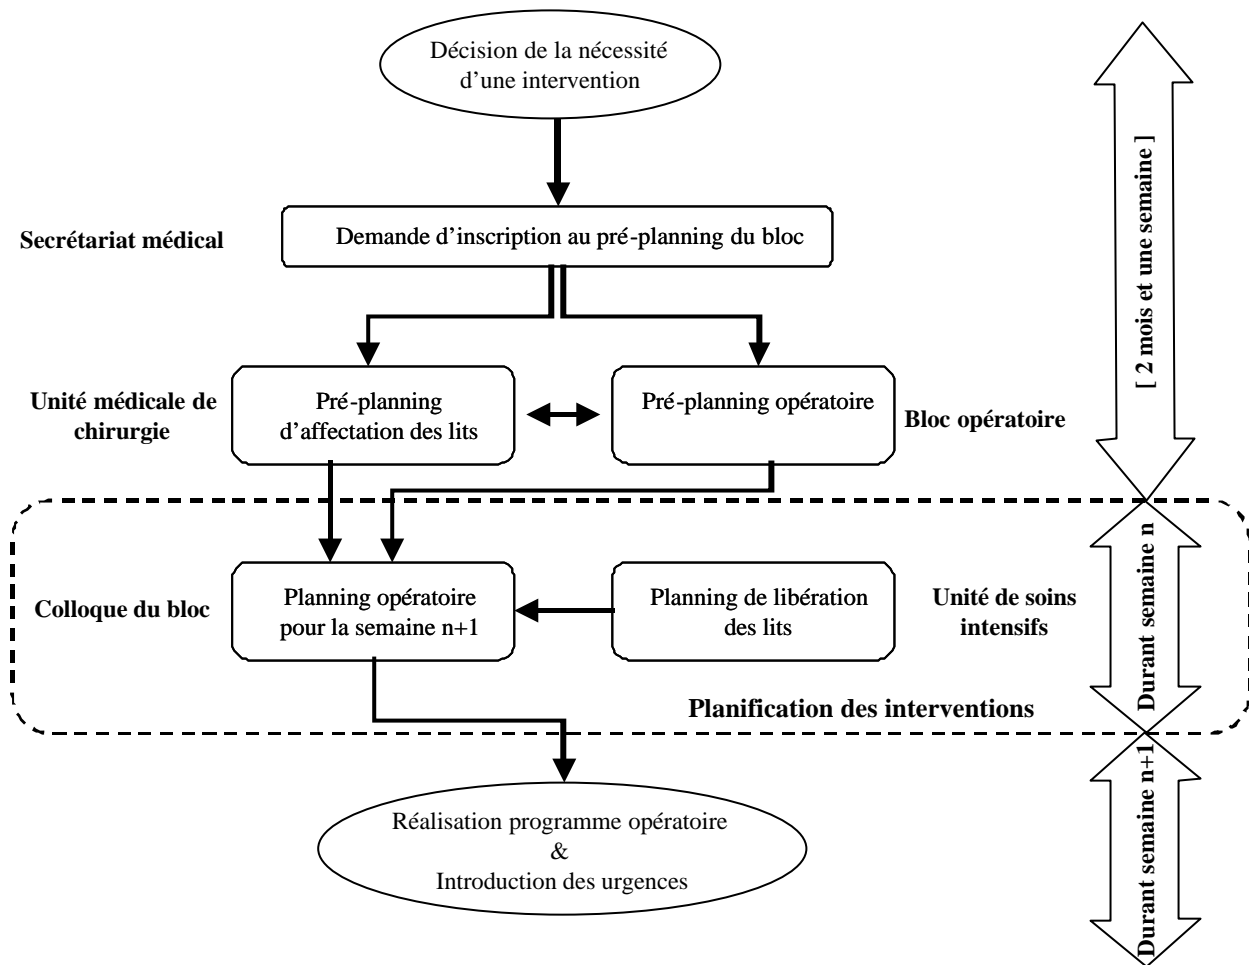 Décision de la nécessité
d'une intervention
[ 2 mois et une semaine ]
Secrétariat médical
Demande d'inscription au pré-planning du bloc
Unité médicale de
chirurgie
Pré-planning
d'affectation des lits
Pré-planning opératoire
Bloc opératoire
Colloque du bloc
Planning opératoire
pour la semaine n+1
Planning de libération
des lits
Unité de soins
intensifs
Durant semaine n
Planification des interventions
Réalisation programme opératoire
&
Introduction des urgences
Durant semaine n+1